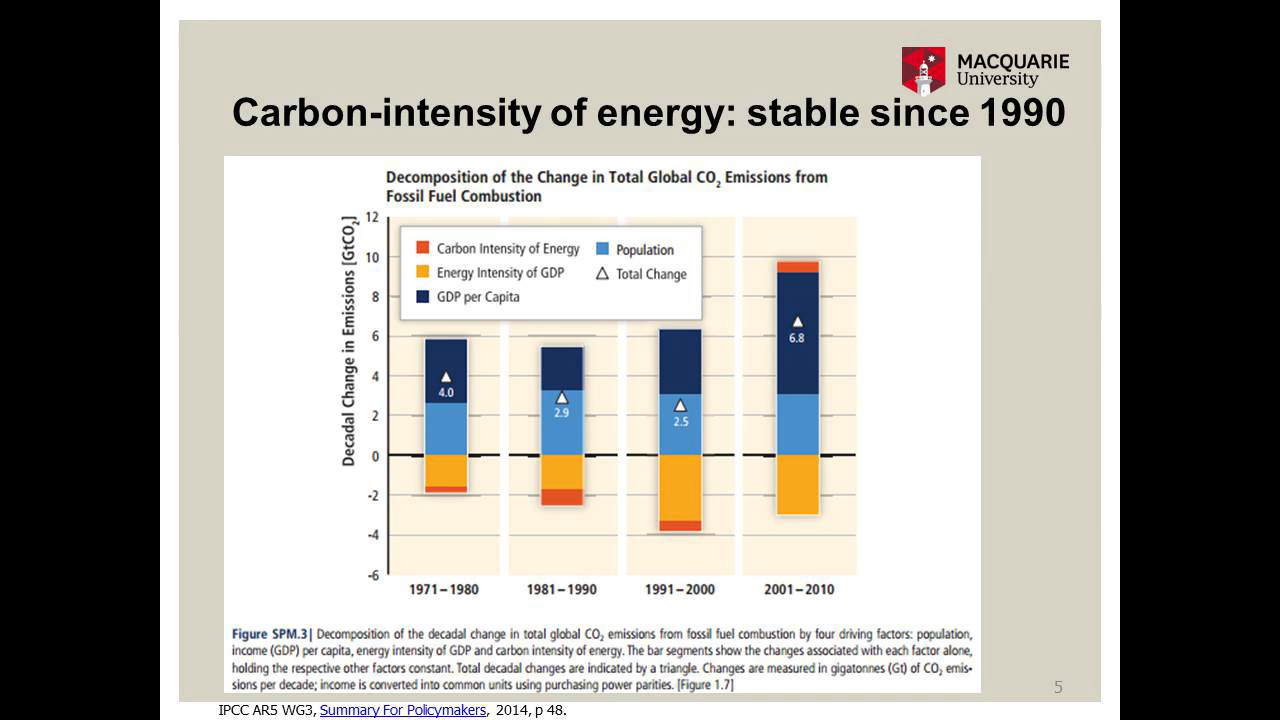 MACQUARIE
University
Carbon-intensity of energy: stable since 1990
Decomposition of the Change in Total Global CO2 Emissions from
Fossil Fuel Combustion
Decadal Change in Emissions [GtCO2]
12
10
8
6
4
2
0
-2
-4
-6
Carbon Intensity of Energy
Population
Energy Intensity of GDP
Total Change
GDP per Capita
4.0
2.9
2.5
6.8
1971–1980
1981–1990
1991–2000
2001–2010
Figure SPM.3| Decomposition of the decadal change in total global CO2 emissions from fossil fuel combustion by four driving factors: population,
income (GDP) per capita, energy intensity of GDP and carbon intensity of energy. The bar segments show the changes associated with each factor alone,
holding the respective other factors constant. Total decadal changes are indicated by a triangle. Changes are measured in gigatonnes (Gt) of CO2 emis-
sions per decade; income is converted into common units using purchasing power parities. [Figure 1.7]
5
IPCC AR5 WG3, Summary For Policymakers, 2014, p 48.